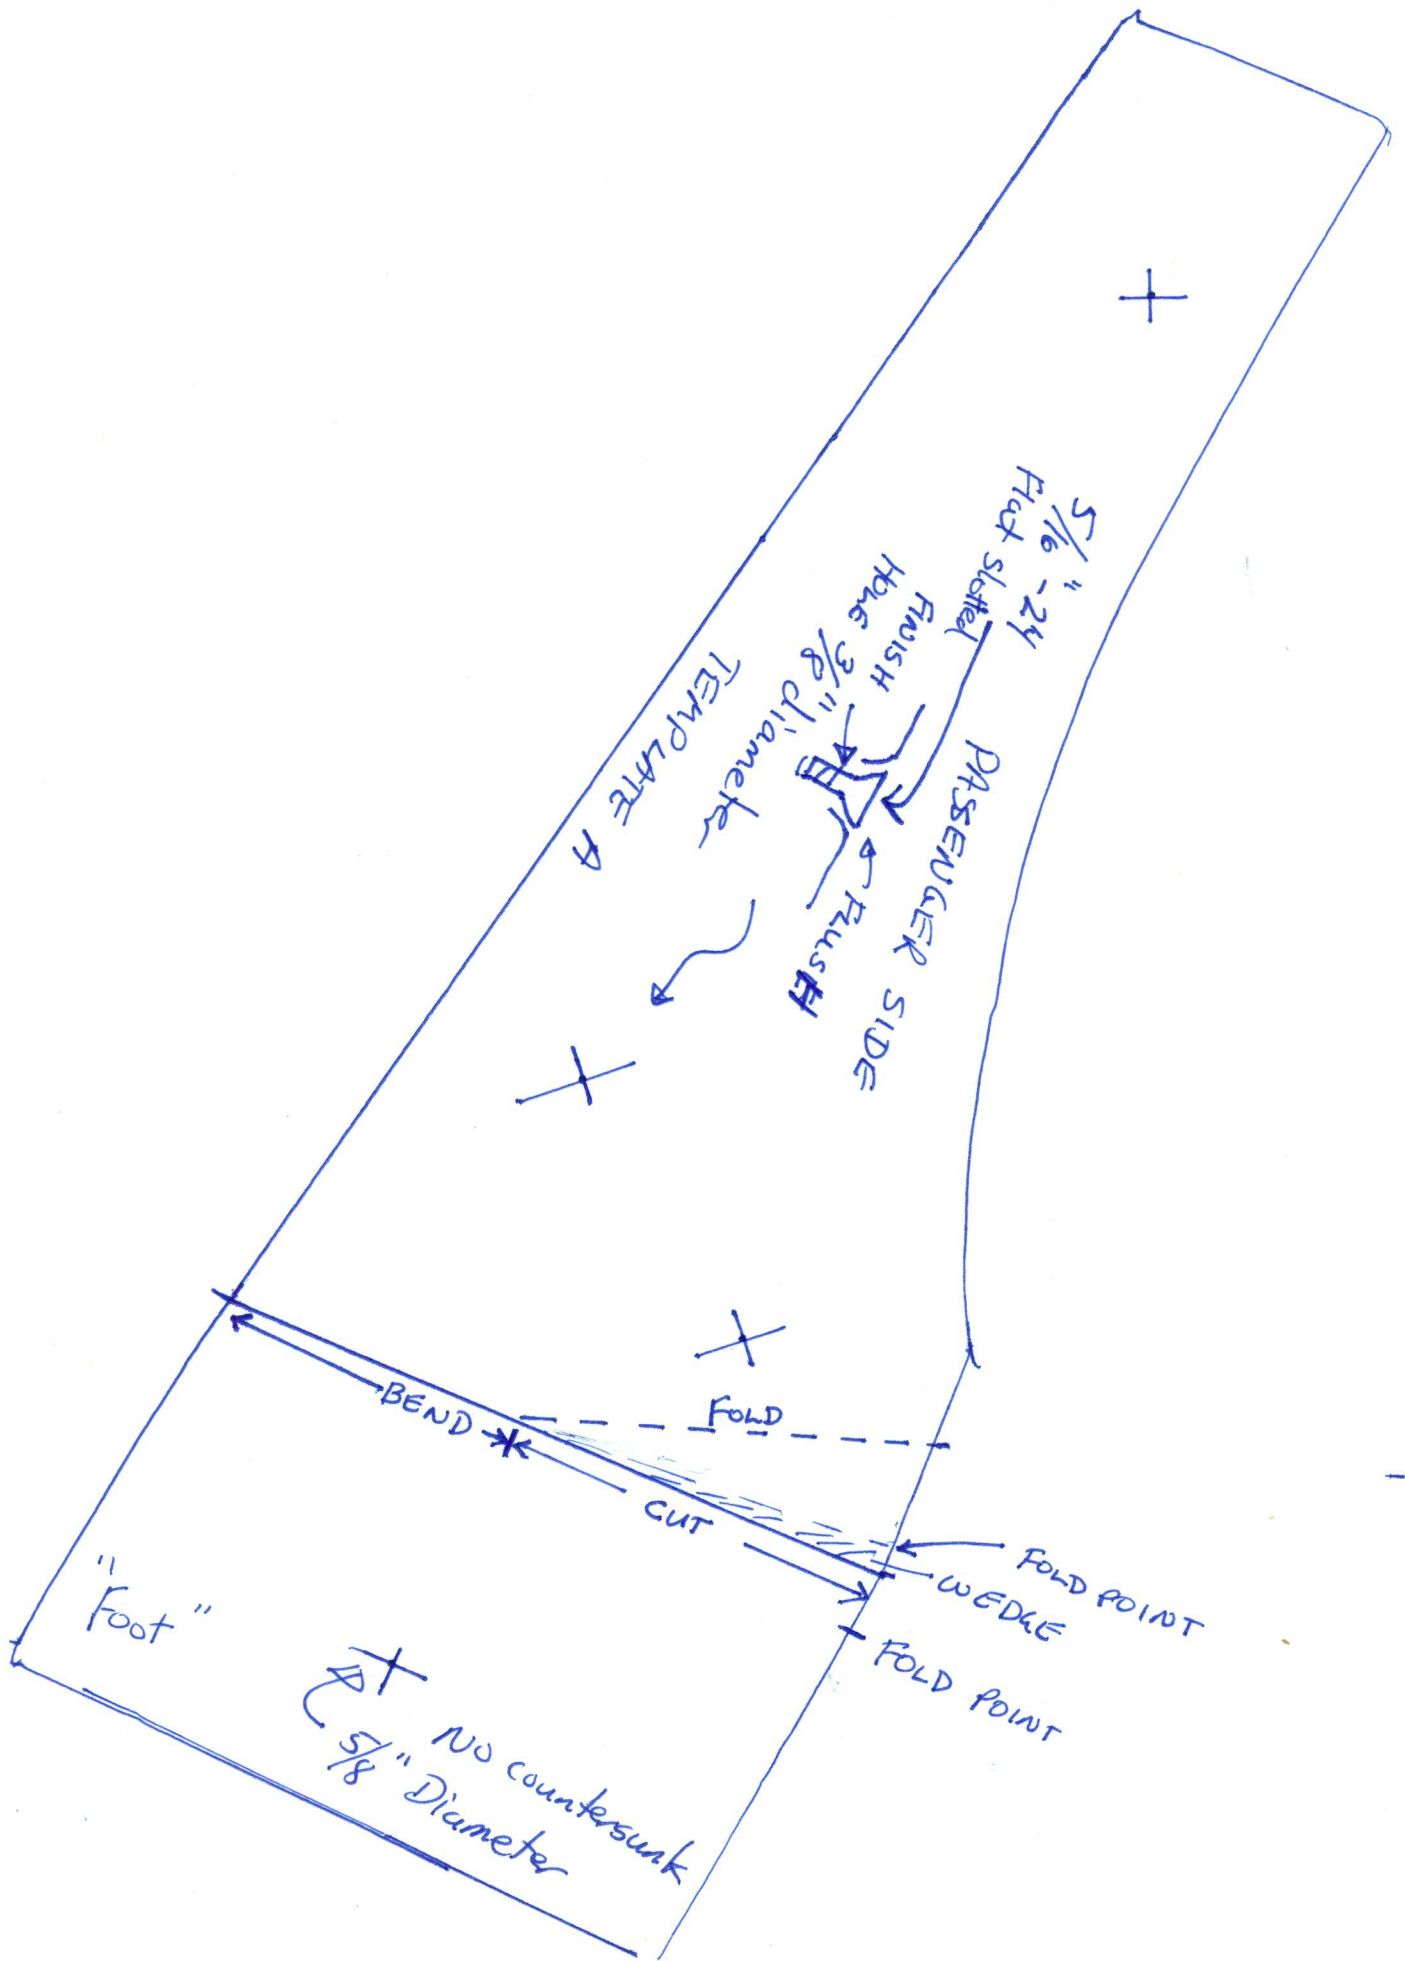 5/16" -24
Flat slotted
FINISH
HOLE 3/8" diameter
TEMPLATE A
PASSENGER SIDE
FLUSH
FOLD
BEND
CUT
FOLD POINT
WEDGE
FOLD POINT
"Foot"
NO countersunk
5/8" Diameter